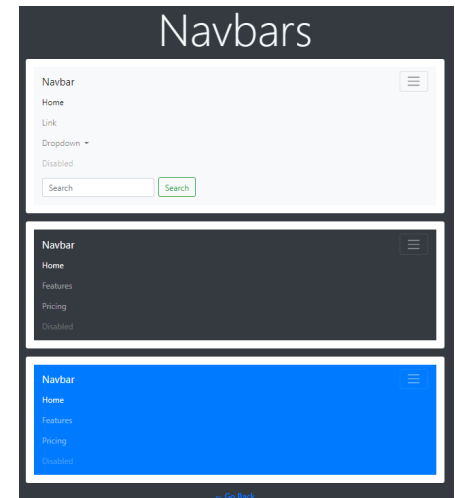 Navbars
Navbar
Home
Link
Dropdown
Disabled
Search Search
Navbar
Home
Features
Pricing
Disabled
Navbar
Home
Features
Pricing
Disabled
← Go Back